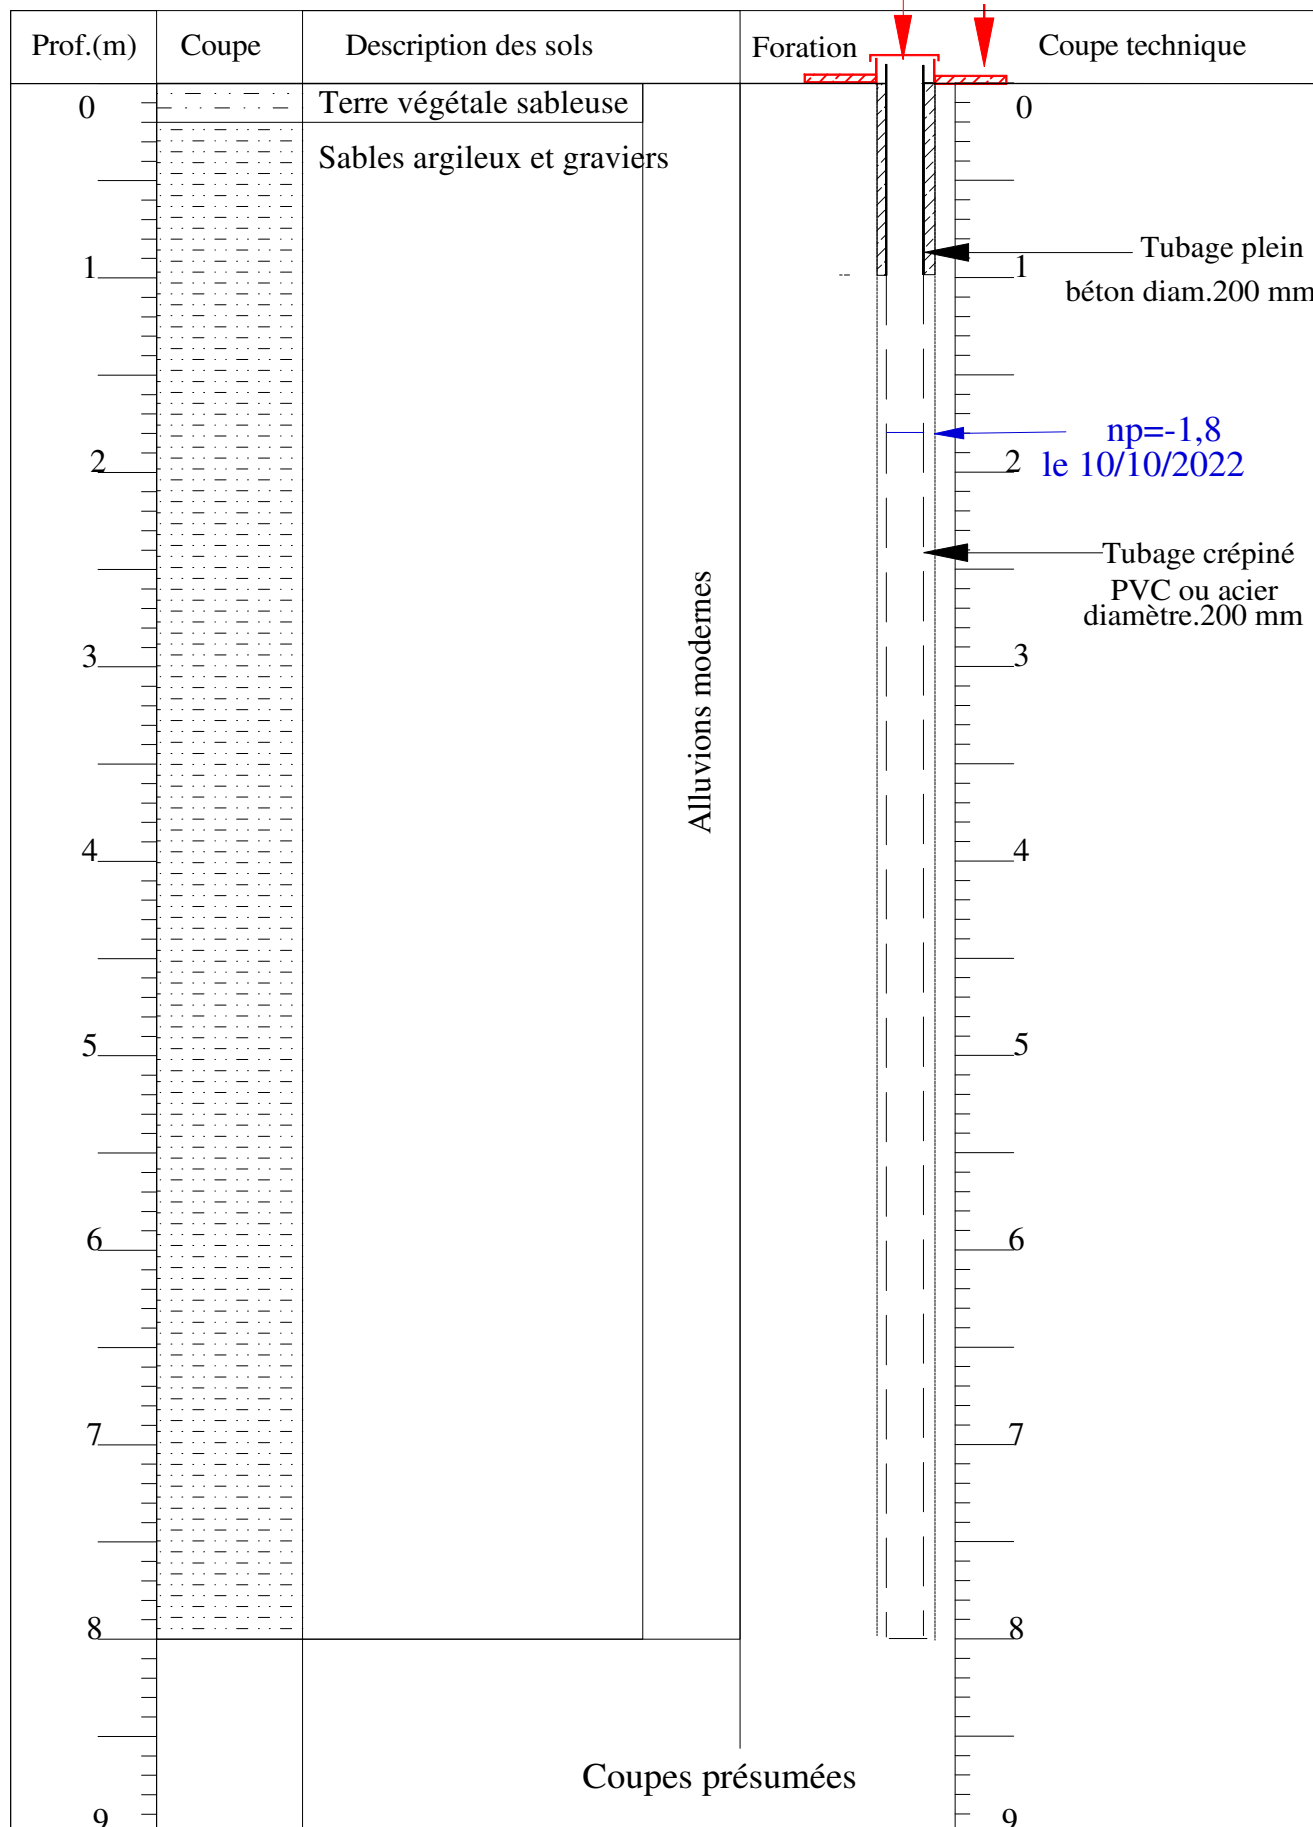 Prof.(m) Coupe Description des sols Foration Coupe technique
0 Terre végétale sableuse 0
Sables argileux et graviers
1 1
Tubage plein
béton diam.200 mm
np=-1,8
2 2 le 10/10/2022
Tubage crépiné
PVC ou acier
diamètre.200 mm
3 3
Alluvions modernes
4 4
5 5
6 6
7 7
8 8
Coupes présumées
9 9